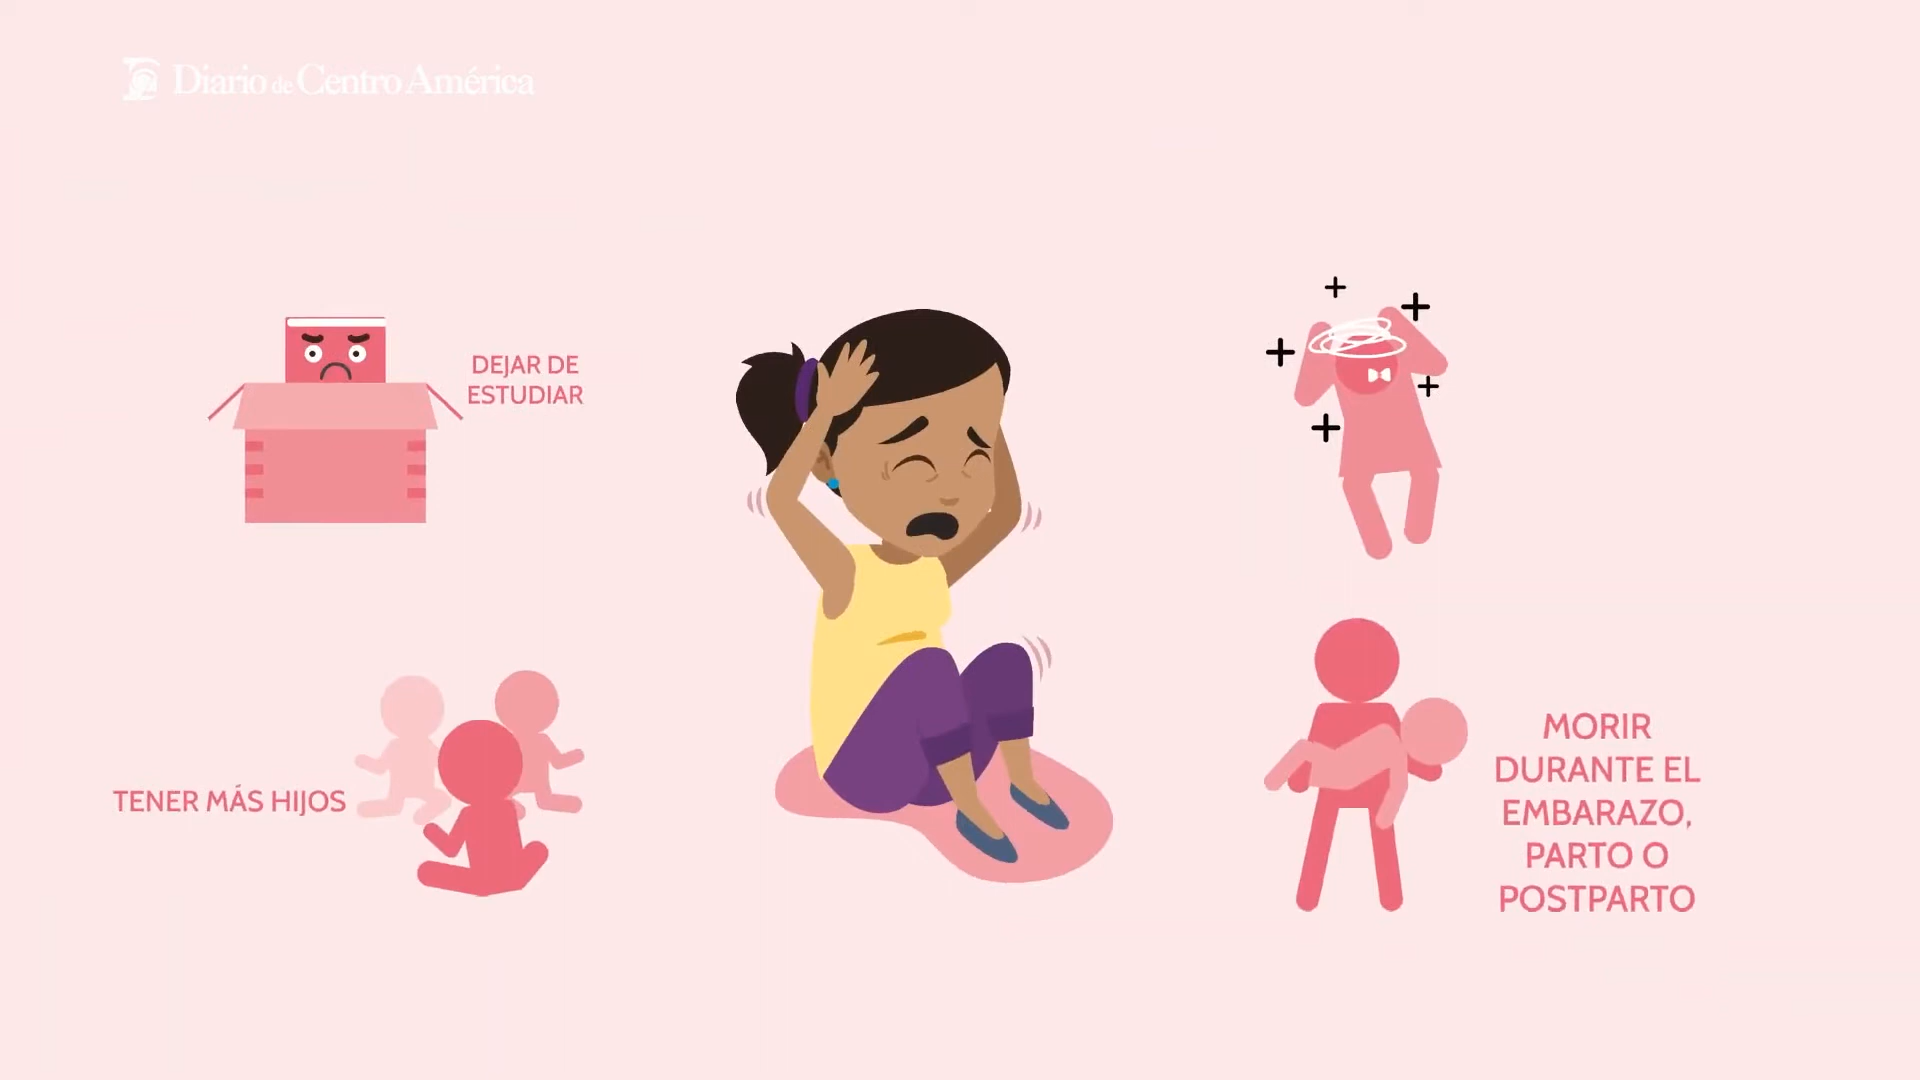 Diario de Centro América
DEJAR DE
ESTUDIAR
TENER MÁS HIJOS
MORIR
DURANTE EL
EMBARAZO,
PARTO O
POSTPARTO